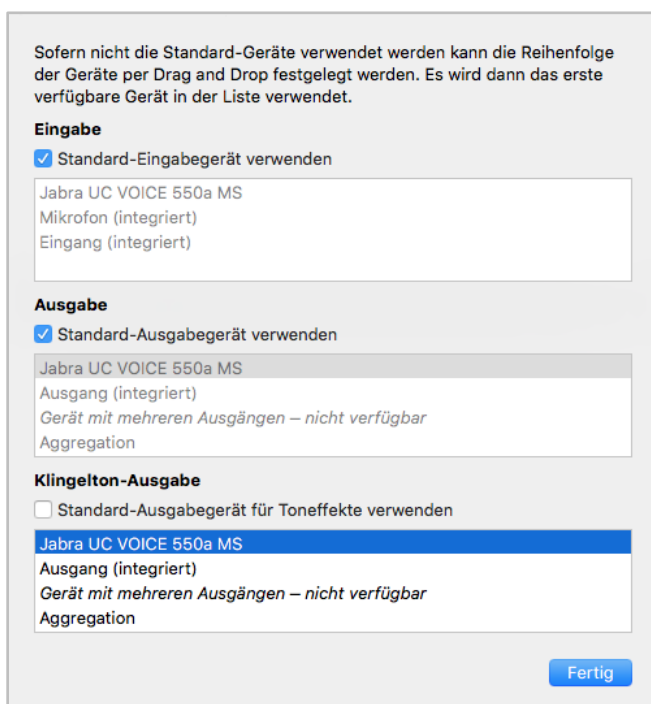 Sofern nicht die Standard-Geräte verwendet werden kann die Reihenfolge
der Geräte per Drag and Drop festgelegt werden. Es wird dann das erste
verfügbare Gerät in der Liste verwendet.
Eingabe
Standard-Eingabegerät verwenden
Jabra UC VOICE 550a MS
Mikrofon (integriert)
Eingang (integriert)
Ausgabe
Standard-Ausgabegerät verwenden
Jabra UC VOICE 550a MS
Ausgang (integriert)
Gerät mit mehreren Ausgängen – nicht verfügbar
Aggregation
Klingelton-Ausgabe
Standard-Ausgabegerät für Toneffekte verwenden
Jabra UC VOICE 550a MS
Ausgang (integriert)
Gerät mit mehreren Ausgängen – nicht verfügbar
Aggregation
Fertig